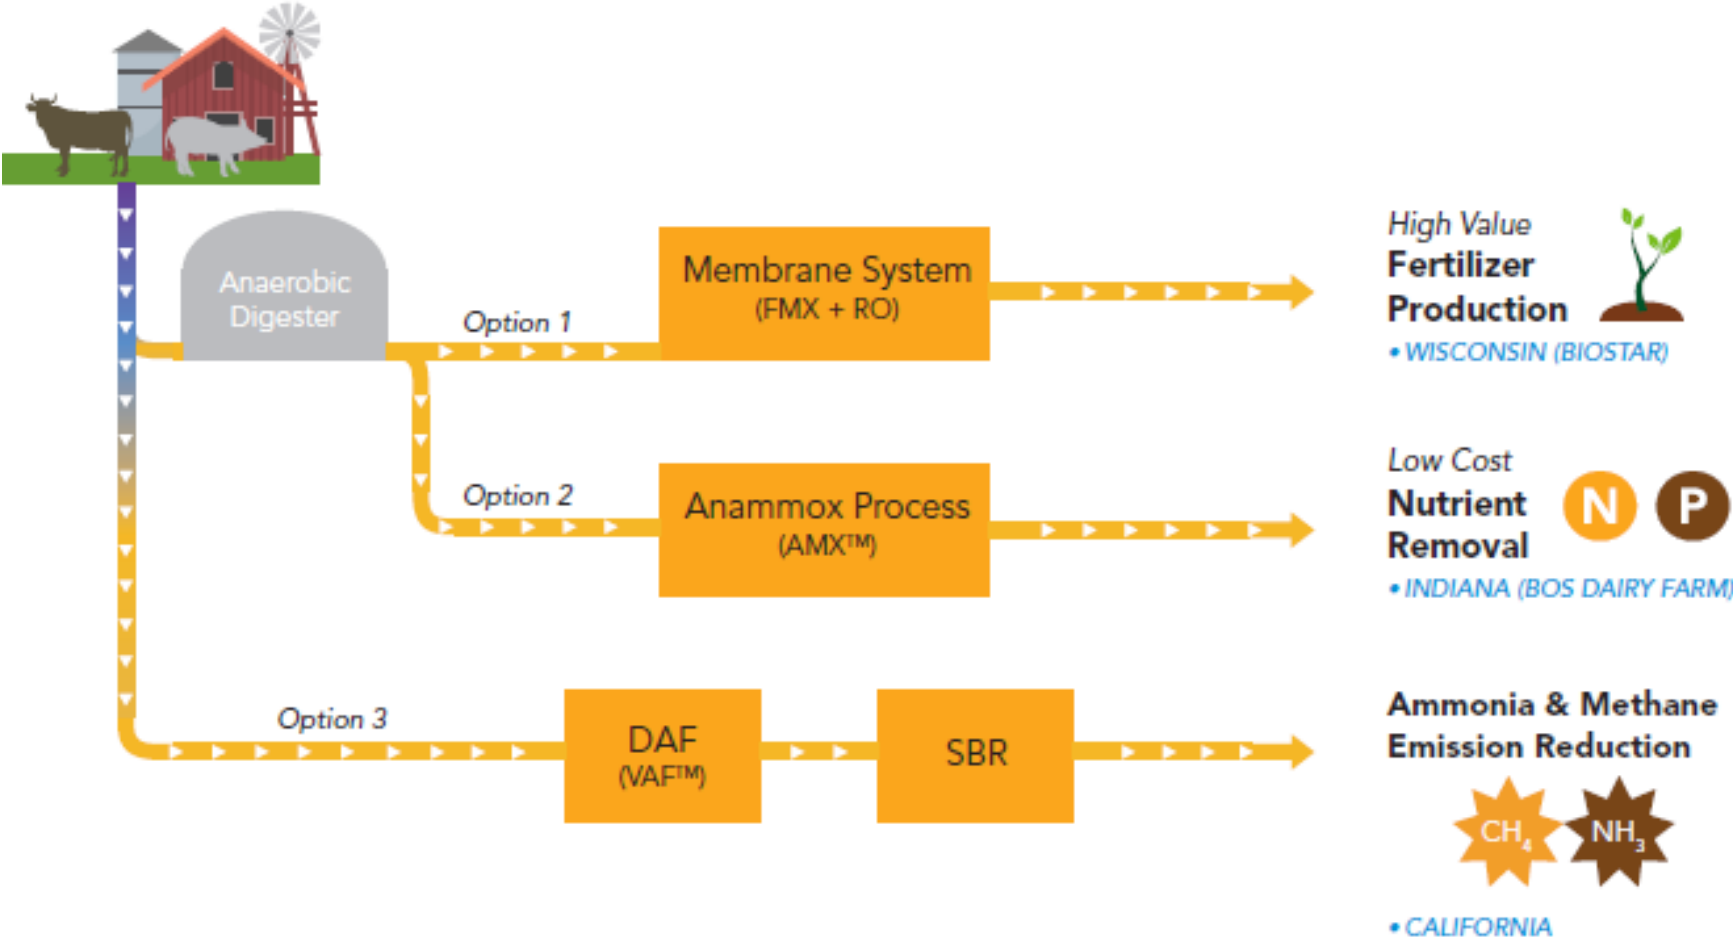 Anaerobic
Digester
Option 1
Membrane System
(FMX + RO)
High Value
Fertilizer
Production
• WISCONSIN (BIOSTAR)
Option 2
Anammox Process
(AMX™)
Low Cost
Nutrient
Removal
N P
• INDIANA (BOS DAIRY FARM)
Option 3
DAF
(VAF™)
SBR
Ammonia & Methane
Emission Reduction
CH₄ NH₃
• CALIFORNIA